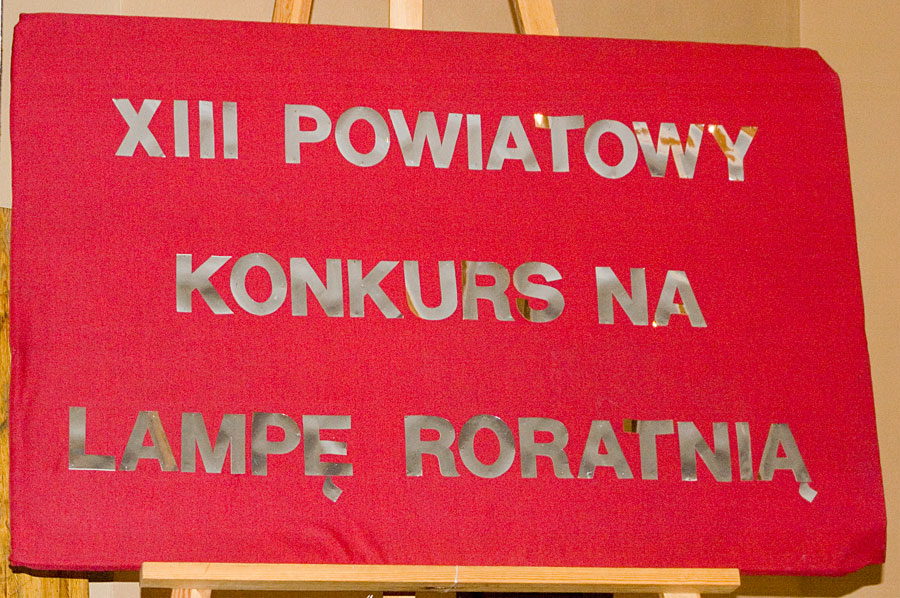 XIII POWIATOWY
KONKURS NA
LAMPĘ RORATNIĄ